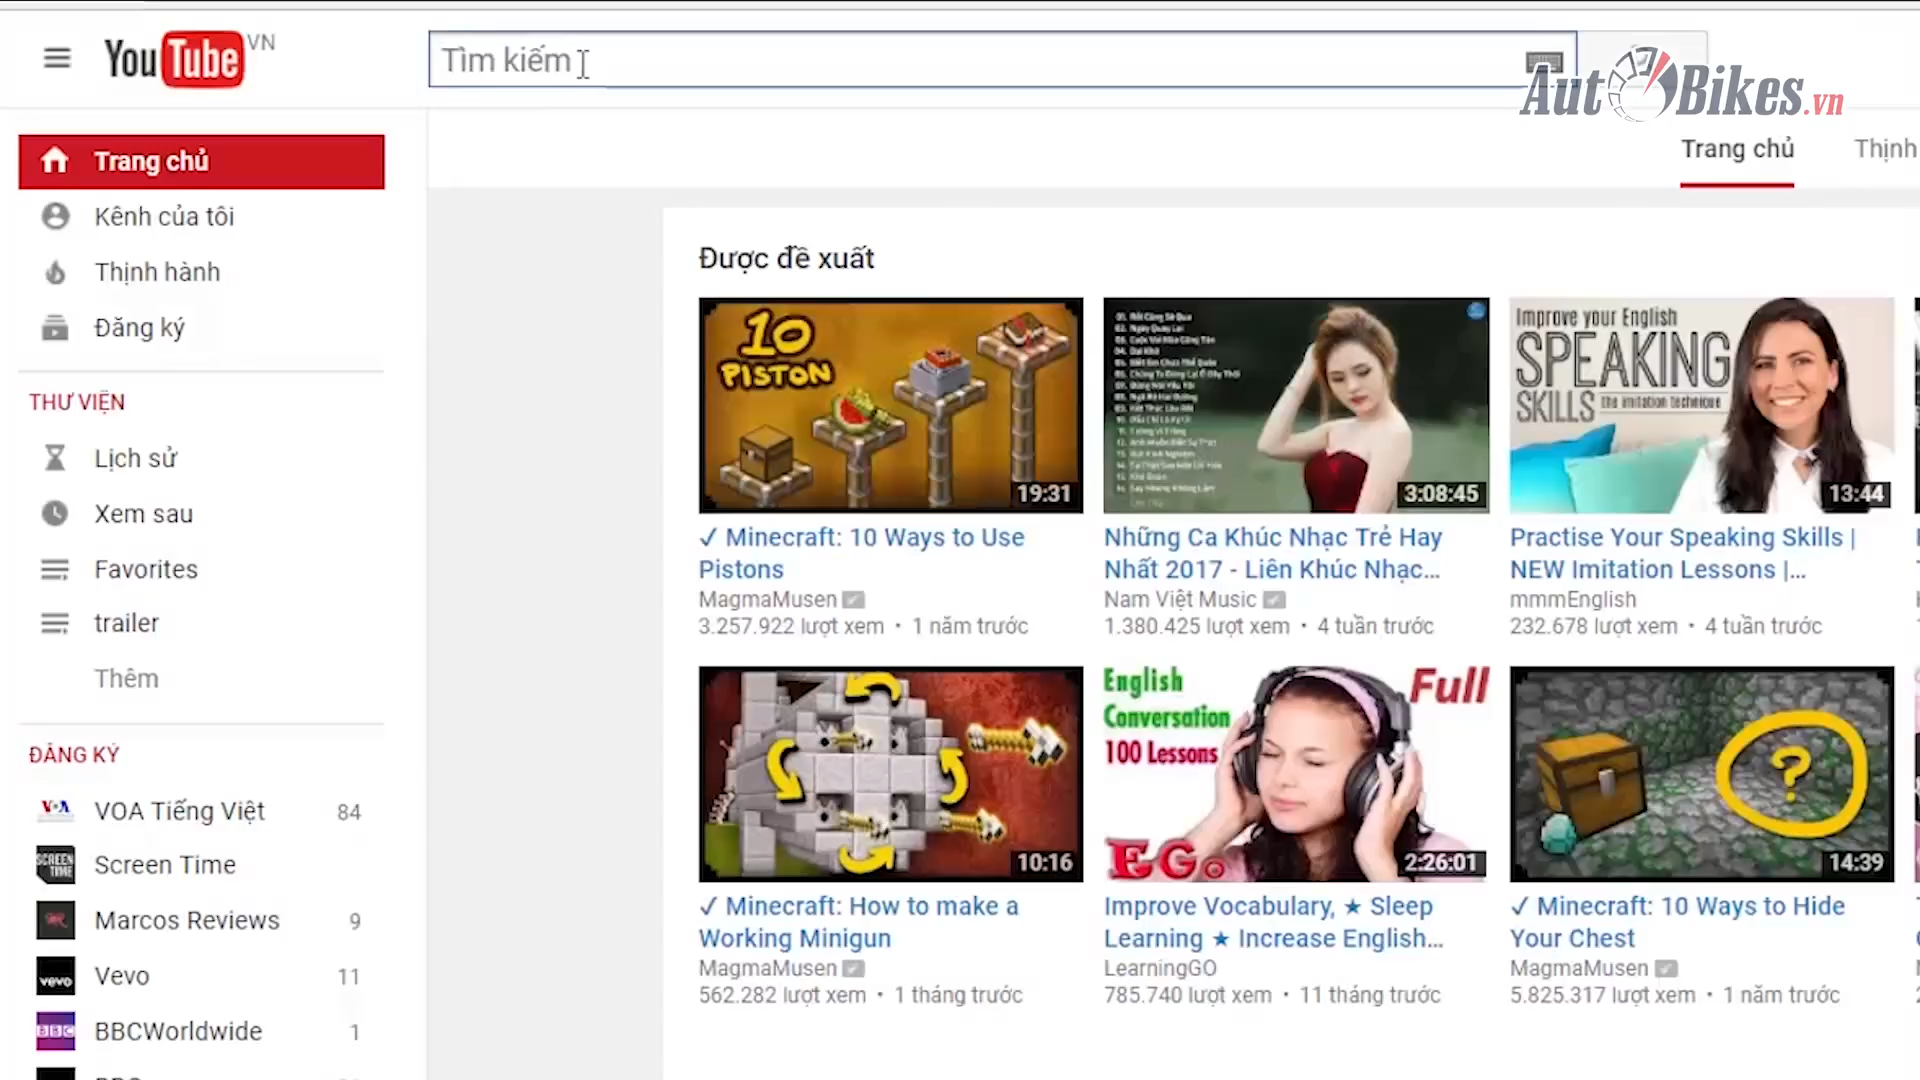 YouTube VN
Tìm kiếm
AutoBikes.vn
Trang chủ
Thịnh
Trang chủ
Kênh của tôi
Thịnh hành
Đăng ký
THƯ VIỆN
Lịch sử
Xem sau
Favorites
trailer
Thêm
ĐĂNG KÝ
VOA VOA Tiếng Việt 84
SCREEN TIME Screen Time
Marcos Reviews 9
vevo Vevo 11
BBC BBCWorldwide 1
Được đề xuất
10
PISTON
19:31
✓ Minecraft: 10 Ways to Use
Pistons
MagmaMusen
3.257.922 lượt xem • 1 năm trước
3:08:45
Những Ca Khúc Nhạc Trẻ Hay
Nhất 2017 - Liên Khúc Nhạc...
Nam Việt Music
1.380.425 lượt xem • 4 tuần trước
Improve your English
SPEAKING
SKILLS the imitation technique
13:44
Practise Your Speaking Skills |
NEW Imitation Lessons |...
mmmEnglish
232.678 lượt xem • 4 tuần trước
10:16
✓ Minecraft: How to make a
Working Minigun
MagmaMusen
562.282 lượt xem • 1 tháng trước
English Full
Conversation
100 Lessons
EGo
2:26:01
Improve Vocabulary, ★ Sleep
Learning ★ Increase English...
LearningGO
785.740 lượt xem • 11 tháng trước
?
14:39
✓ Minecraft: 10 Ways to Hide
Your Chest
MagmaMusen
5.825.317 lượt xem • 1 năm trước